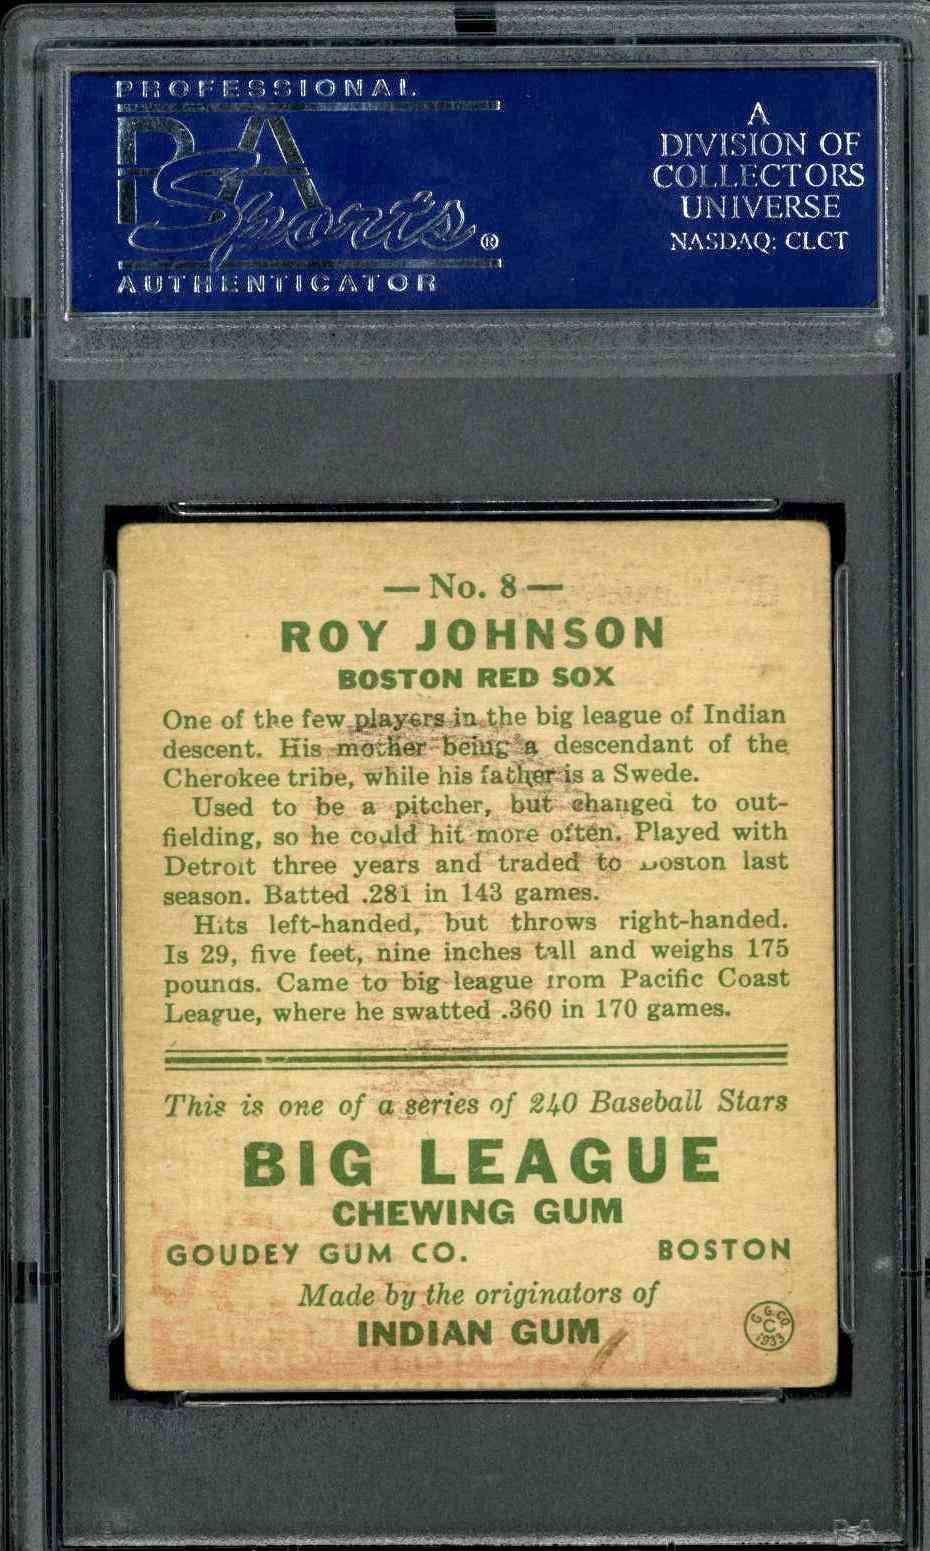 PROFESSIONAL
PSA
Sports®
AUTHENTICATOR
A
DIVISION OF
COLLECTORS
UNIVERSE
NASDAQ: CLCT
— No. 8 —
ROY JOHNSON
BOSTON RED SOX
One of the few players in the big league of Indian
descent. His mother being a descendant of the
Cherokee tribe, while his father is a Swede.
Used to be a pitcher, but changed to out-
fielding, so he could hit more often. Played with
Detroit three years and traded to Boston last
season. Batted .281 in 143 games.
Hits left-handed, but throws right-handed.
Is 29, five feet, nine inches tall and weighs 175
pounds. Came to big league from Pacific Coast
League, where he swatted .360 in 170 games.
This is one of a series of 240 Baseball Stars
BIG LEAGUE
CHEWING GUM
GOUDEY GUM CO. BOSTON
Made by the originators of
INDIAN GUM
G.G.CO.
C
1933
PSA